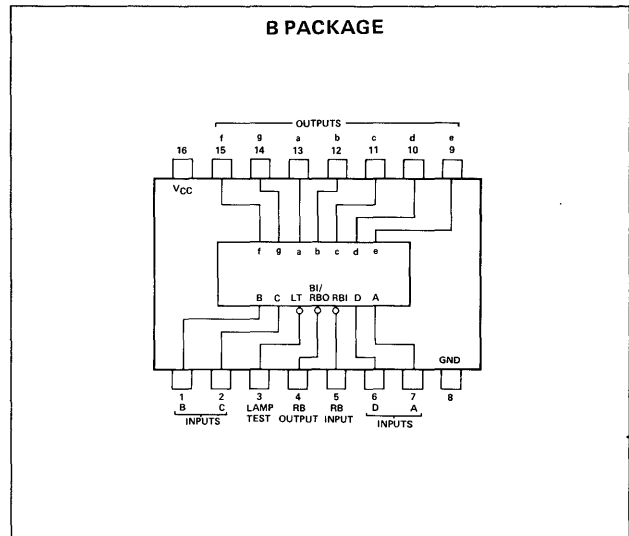 B PACKAGE
OUTPUTS
f g a b c d e
16 15 14 13 12 11 10 9
VCC
f g a b c d e
BI/
B C LT RBO RBI D A
GND
1 2 3 4 5 6 7 8
B C LAMP RB RB D A
INPUTS TEST OUTPUT INPUT INPUTS